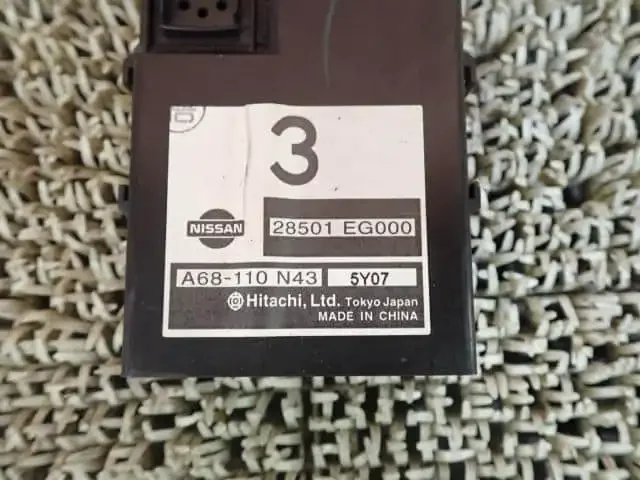 3
NISSAN 28501 EG000
A68-110 N43 5Y07
Hitachi, Ltd. Tokyo Japan
MADE IN CHINA